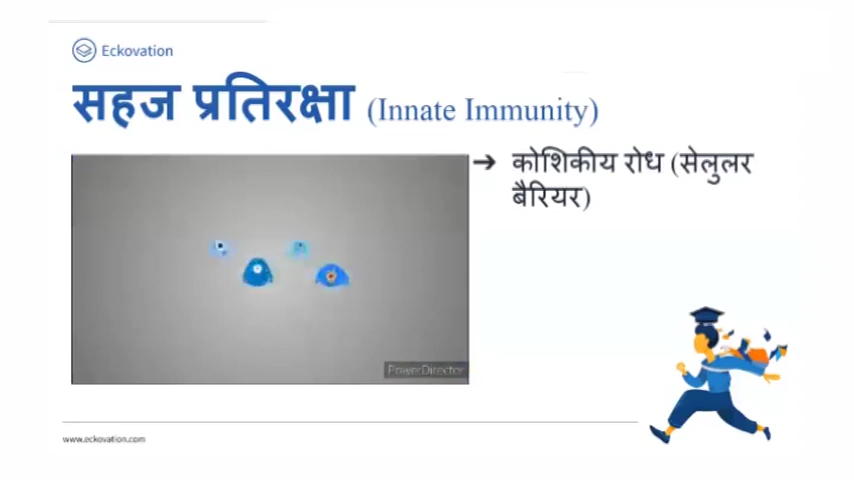 Eckovation
सहज प्रतिरक्षा (Innate Immunity)
➔ कोशिकीय रोध (सेलुलर
बैरियर)
PowerDirector
www.eckovation.com